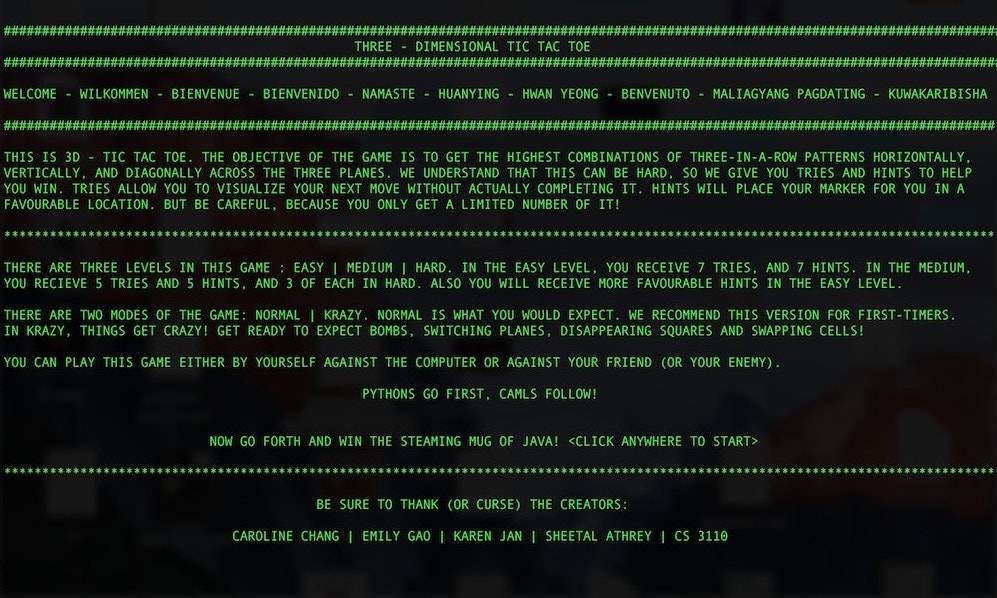 ################################################################################################################################
THREE - DIMENSIONAL TIC TAC TOE
################################################################################################################################
WELCOME - WILKOMMEN - BIENVENUE - BIENVENIDO - NAMASTE - HUANYING - HWAN YEONG - BENVENUTO - MALIAGYANG PAGDATING - KUWAKARIBISHA
################################################################################################################################
THIS IS 3D - TIC TAC TOE. THE OBJECTIVE OF THE GAME IS TO GET THE HIGHEST COMBINATIONS OF THREE-IN-A-ROW PATTERNS HORIZONTALLY,
VERTICALLY, AND DIAGONALLY ACROSS THE THREE PLANES. WE UNDERSTAND THAT THIS CAN BE HARD, SO WE GIVE YOU TRIES AND HINTS TO HELP
YOU WIN. TRIES ALLOW YOU TO VISUALIZE YOUR NEXT MOVE WITHOUT ACTUALLY COMPLETING IT. HINTS WILL PLACE YOUR MARKER FOR YOU IN A
FAVOURABLE LOCATION. BUT BE CAREFUL, BECAUSE YOU ONLY GET A LIMITED NUMBER OF IT!
********************************************************************************************************************************
THERE ARE THREE LEVELS IN THIS GAME : EASY | MEDIUM | HARD. IN THE EASY LEVEL, YOU RECEIVE 7 TRIES, AND 7 HINTS. IN THE MEDIUM,
YOU RECIEVE 5 TRIES AND 5 HINTS, AND 3 OF EACH IN HARD. ALSO YOU WILL RECEIVE MORE FAVOURABLE HINTS IN THE EASY LEVEL.
THERE ARE TWO MODES OF THE GAME: NORMAL | KRAZY. NORMAL IS WHAT YOU WOULD EXPECT. WE RECOMMEND THIS VERSION FOR FIRST-TIMERS.
IN KRAZY, THINGS GET CRAZY! GET READY TO EXPECT BOMBS, SWITCHING PLANES, DISAPPEARING SQUARES AND SWAPPING CELLS!
YOU CAN PLAY THIS GAME EITHER BY YOURSELF AGAINST THE COMPUTER OR AGAINST YOUR FRIEND (OR YOUR ENEMY).
PYTHONS GO FIRST, CAMLS FOLLOW!
NOW GO FORTH AND WIN THE STEAMING MUG OF JAVA! <CLICK ANYWHERE TO START>
********************************************************************************************************************************
BE SURE TO THANK (OR CURSE) THE CREATORS:
CAROLINE CHANG | EMILY GAO | KAREN JAN | SHEETAL ATHREY | CS 3110